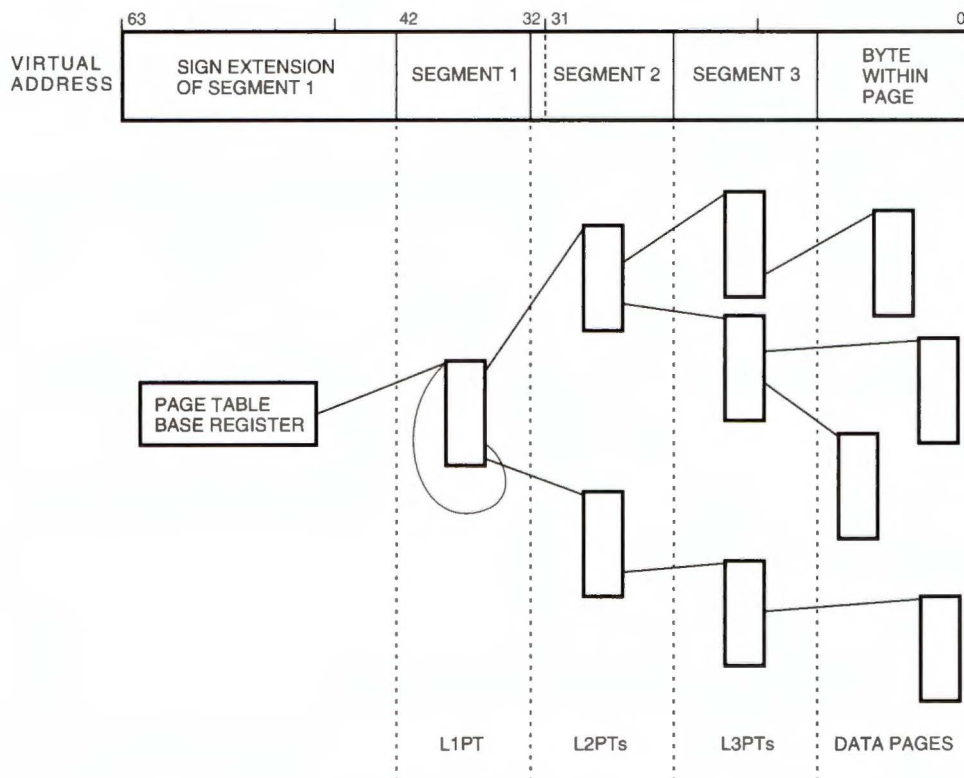 63 42 32 31 0
VIRTUAL
ADDRESS
SIGN EXTENSION
OF SEGMENT 1
SEGMENT 1
SEGMENT 2
SEGMENT 3
BYTE
WITHIN
PAGE
PAGE TABLE
BASE REGISTER
L1PT
L2PTs
L3PTs
DATA PAGES